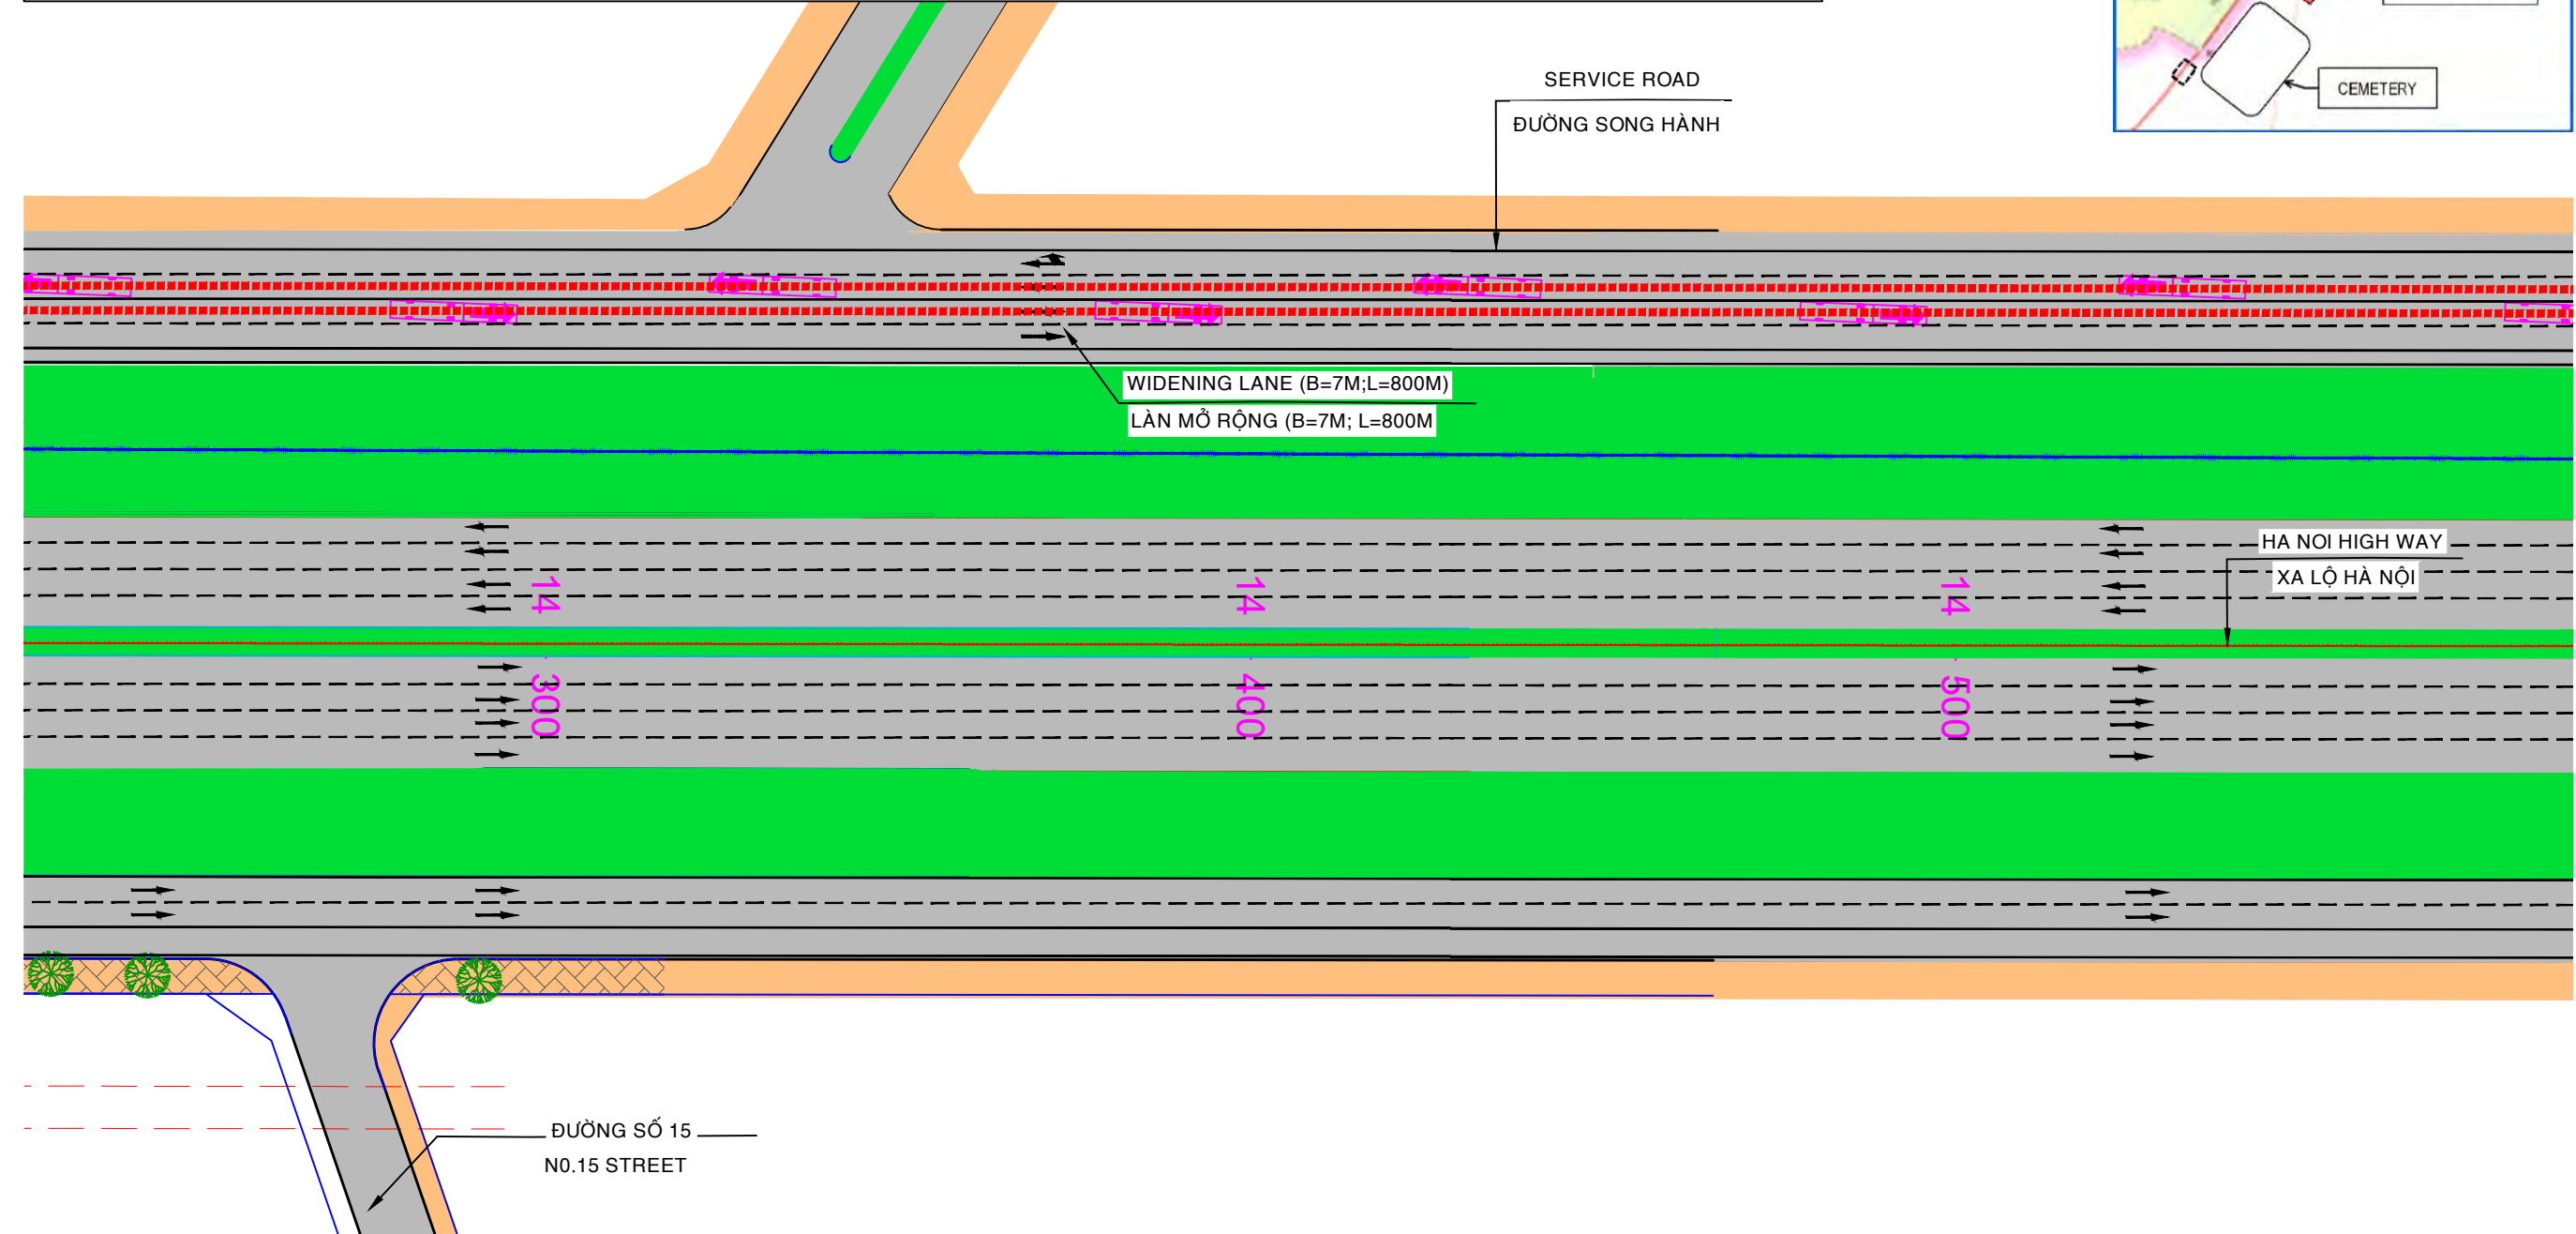 SERVICE ROAD
ĐƯỜNG SONG HÀNH
CEMETERY
WIDENING LANE (B=7M;L=800M)
LÀN MỞ RỘNG (B=7M; L=800M
HA NOI HIGH WAY
XA LỘ HÀ NỘI
14
14
14
300
400
500
ĐƯỜNG SỐ 15
N0.15 STREET